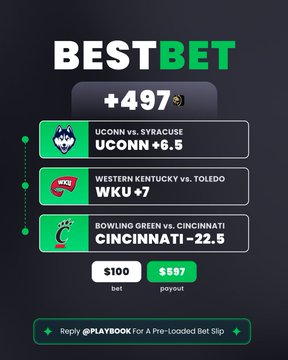 BESTBET
+497
UCONN vs. SYRACUSE
UCONN +6.5
WKU
WESTERN KENTUCKY vs. TOLEDO
WKU +7
BOWLING GREEN vs. CINCINNATI
CINCINNATI -22.5
$100
$597
bet
payout
Reply @PLAYBOOK For A Pre-Loaded Bet Slip